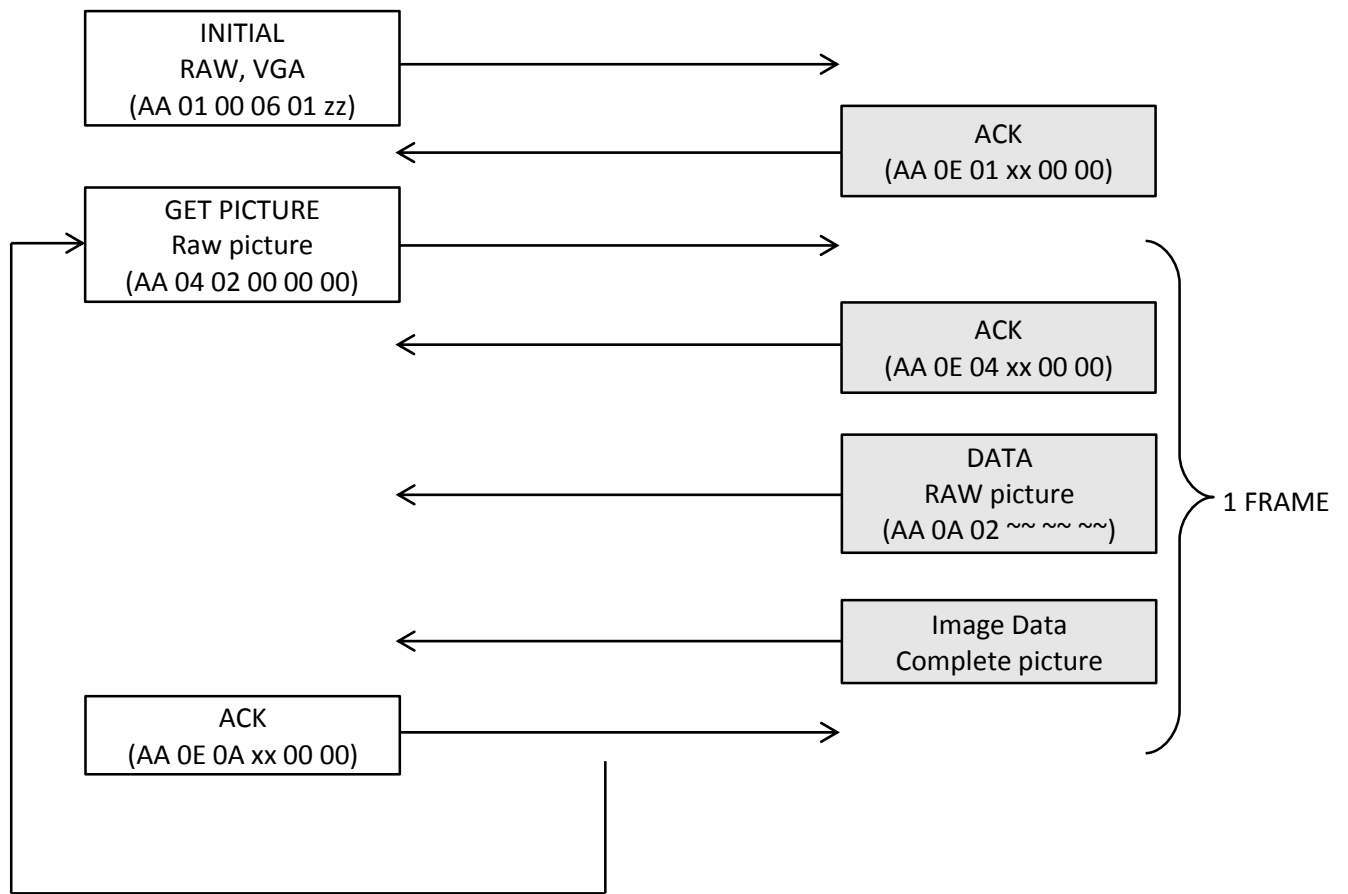 INITIAL
RAW, VGA
(AA 01 00 06 01 zz)
ACK
(AA 0E 01 xx 00 00)
GET PICTURE
Raw picture
(AA 04 02 00 00 00)
ACK
(AA 0E 04 xx 00 00)
DATA
RAW picture
(AA 0A 02 ~~ ~~ ~~)
1 FRAME
Image Data
Complete picture
ACK
(AA 0E 0A xx 00 00)